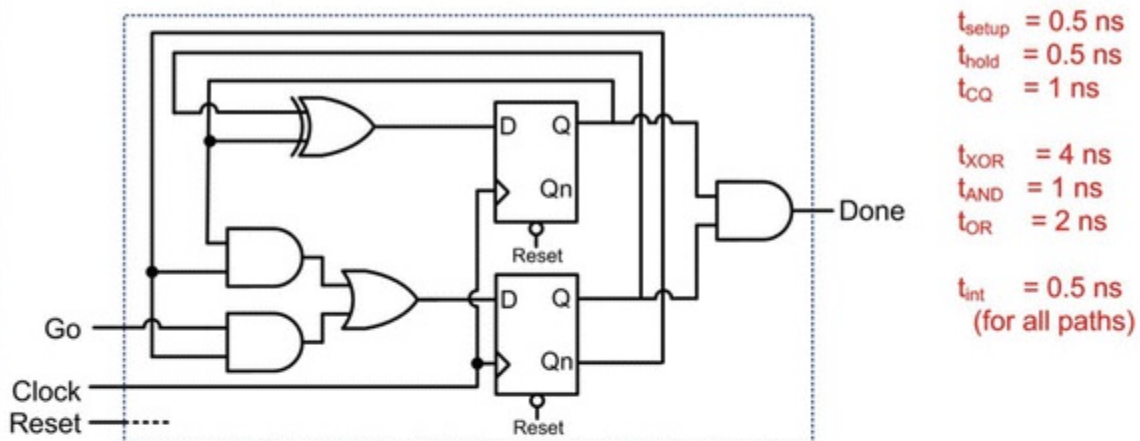 D Q
Qn
Reset
D Q
Qn
Reset
Go
Clock
Reset
Done
tsetup = 0.5 ns
thold = 0.5 ns
tCQ = 1 ns
tXOR = 4 ns
tAND = 1 ns
tOR = 2 ns
tint = 0.5 ns
(for all paths)